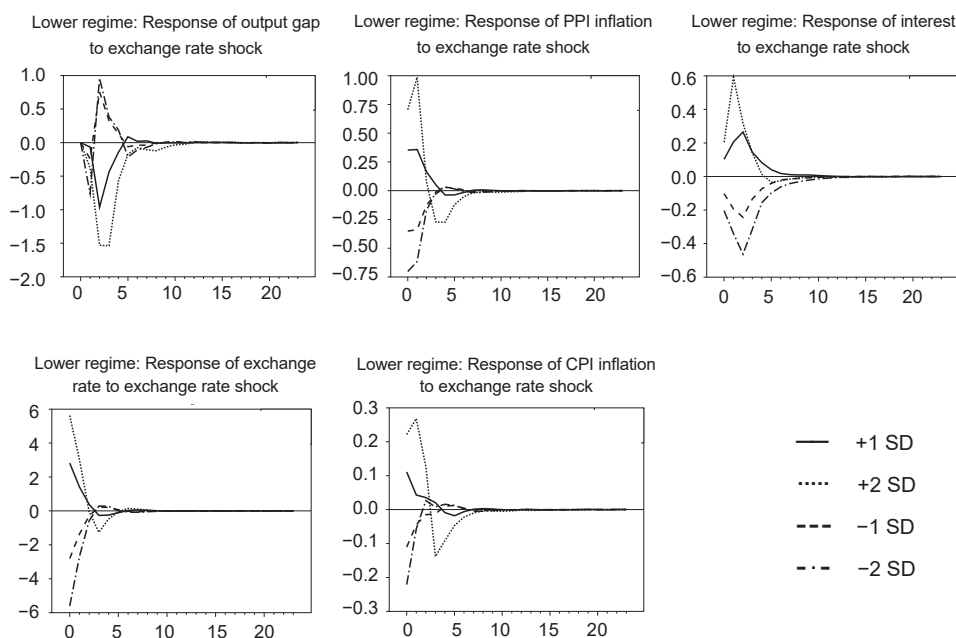 Lower regime: Response of output gap
to exchange rate shock
1.0
0.5
0.0
−0.5
−1.0
−1.5
−2.0
0 5 10 15 20
Lower regime: Response of PPI inflation
to exchange rate shock
1.00
0.75
0.50
0.25
0.00
−0.25
−0.50
−0.75
0 5 10 15 20
Lower regime: Response of interest
to exchange rate shock
0.6
0.4
0.2
0.0
−0.2
−0.4
−0.6
0 5 10 15 20
Lower regime: Response of exchange
rate to exchange rate shock
6
4
2
0
−2
−4
−6
0 5 10 15 20
Lower regime: Response of CPI inflation
to exchange rate shock
0.3
0.2
0.1
0.0
−0.1
−0.2
−0.3
0 5 10 15 20
+1 SD
+2 SD
−1 SD
−2 SD